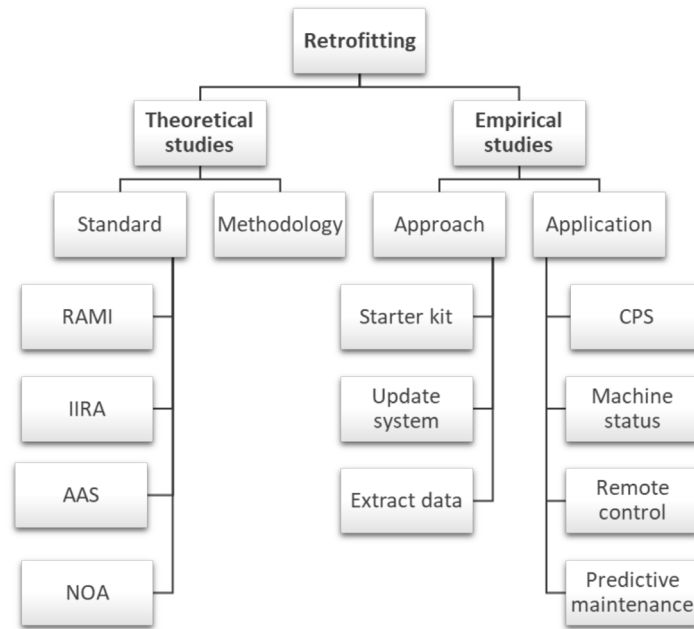 Retrofitting
Theoretical
studies
Empirical
studies
Standard
Methodology
Approach
Application
RAMI
IIRA
AAS
NOA
Starter kit
Update
system
Extract data
CPS
Machine
status
Remote
control
Predictive
maintenance